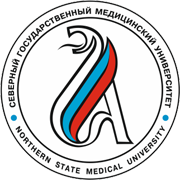 СЕВЕРНЫЙ ГОСУДАРСТВЕННЫЙ МЕДИЦИНСКИЙ УНИВЕРСИТЕТ
NORTHERN STATE MEDICAL UNIVERSITY